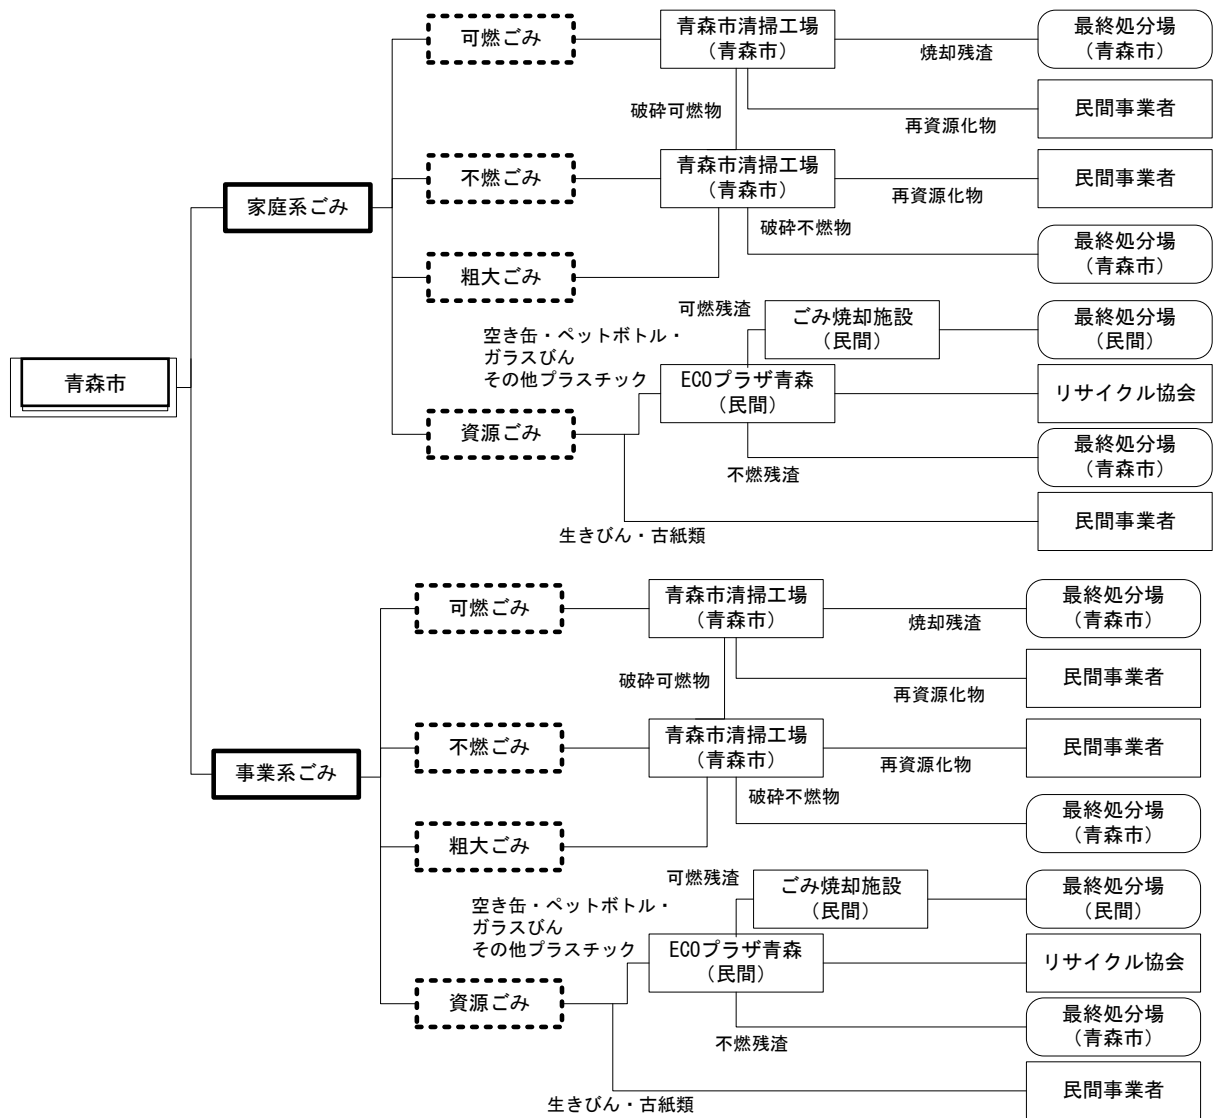 可燃ごみ
青森市清掃工場
（青森市）
焼却残渣
最終処分場
（青森市）
破砕可燃物
再資源化物
民間事業者
家庭系ごみ
不燃ごみ
青森市清掃工場
（青森市）
再資源化物
民間事業者
破砕不燃物
粗大ごみ
最終処分場
（青森市）
可燃残渣
ごみ焼却施設
（民間）
最終処分場
（民間）
空き缶・ペットボトル・
ガラスびん
その他プラスチック
青森市
ECOプラザ青森
（民間）
リサイクル協会
資源ごみ
不燃残渣
最終処分場
（青森市）
生きびん・古紙類
民間事業者
可燃ごみ
青森市清掃工場
（青森市）
焼却残渣
最終処分場
（青森市）
破砕可燃物
再資源化物
民間事業者
事業系ごみ
不燃ごみ
青森市清掃工場
（青森市）
再資源化物
民間事業者
破砕不燃物
粗大ごみ
最終処分場
（青森市）
可燃残渣
ごみ焼却施設
（民間）
最終処分場
（民間）
空き缶・ペットボトル・
ガラスびん
その他プラスチック
ECOプラザ青森
（民間）
リサイクル協会
資源ごみ
不燃残渣
最終処分場
（青森市）
生きびん・古紙類
民間事業者